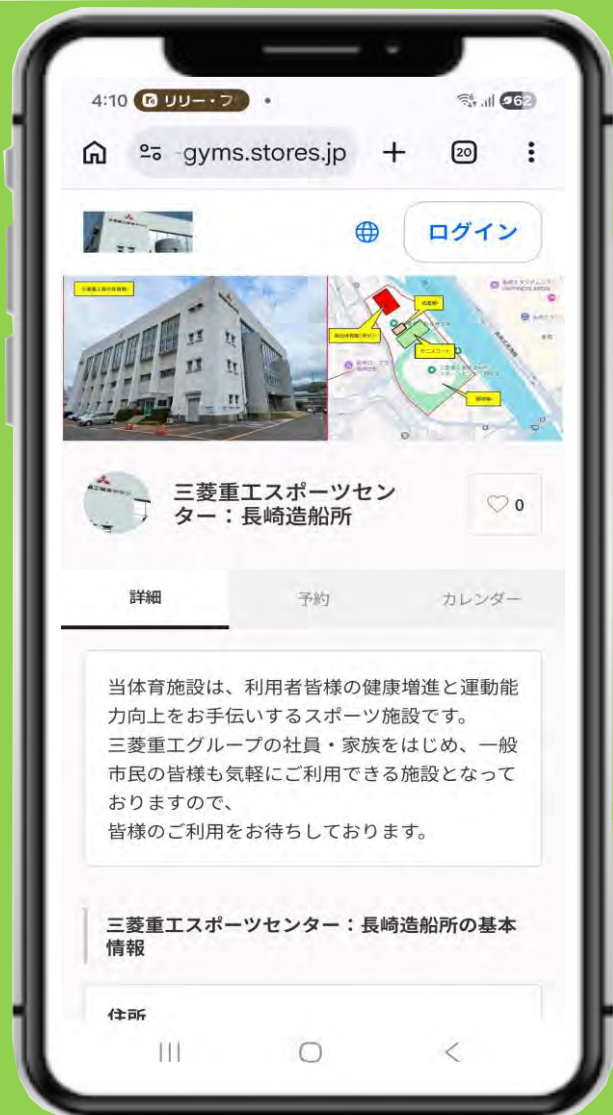 4:10 リリー・フ
62
-gyms.stores.jp
20
ログイン
三菱重工スポーツセン
ター：長崎造船所
0
詳細 予約 カレンダー
当体育施設は、利用者皆様の健康増進と運動能
力向上をお手伝いするスポーツ施設です。
三菱重工グループの社員・家族をはじめ、一般
市民の皆様も気軽にご利用できる施設となって
おりますので、
皆様のご利用をお待ちしております。
三菱重工スポーツセンター：長崎造船所の基本
情報
住所